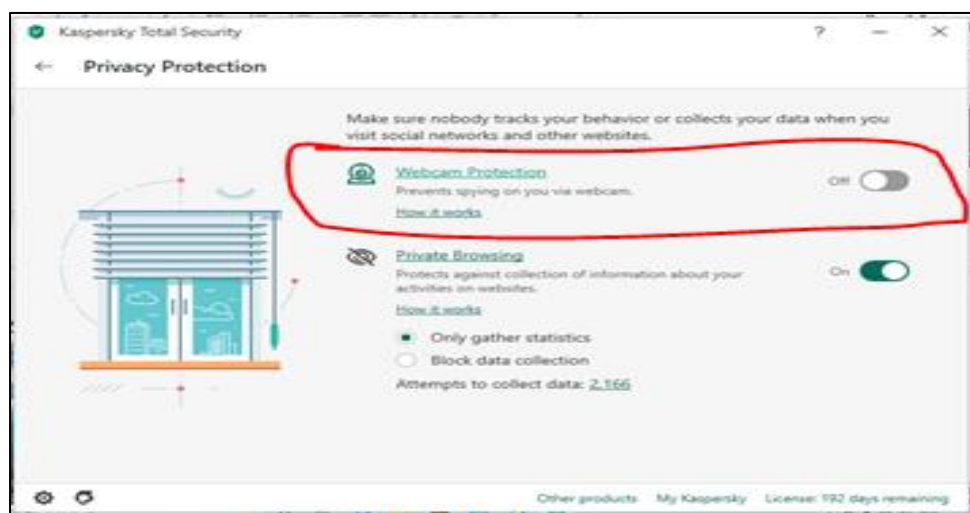 Kaspersky Total Security
?
Privacy Protection
Make sure nobody tracks your behavior or collects your data when you
visit social networks and other websites.
Webcam Protection
Off
Prevents spying on you via webcam.
How it works
Private Browsing
On
Protects against collection of information about your
activities on websites.
How it works
Only gather statistics
Block data collection
Attempts to collect data: 2,166
Other products My Kaspersky License: 192 days remaining